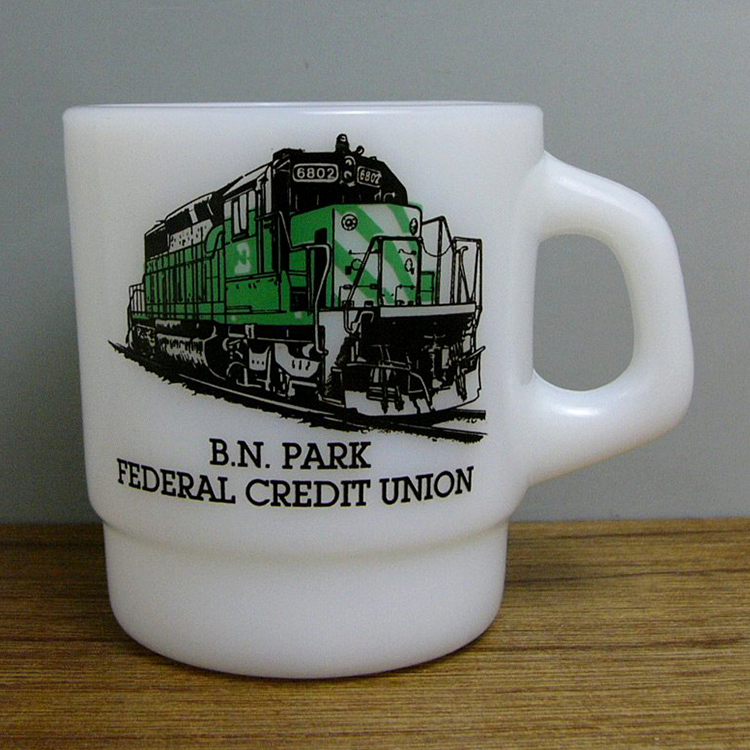 6802 6802
B.N. PARK
FEDERAL CREDIT UNION